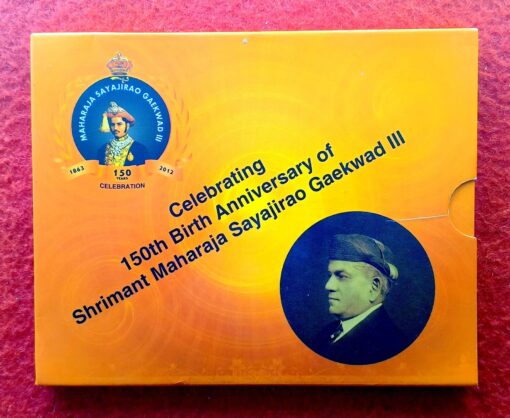 MAHARAJA SAYAJIRAO GAEKWAD III
1863 150 2012
YEARS
CELEBRATION
Celebrating
150th Birth Anniversary of
Shrimant Maharaja Sayajirao Gaekwad III